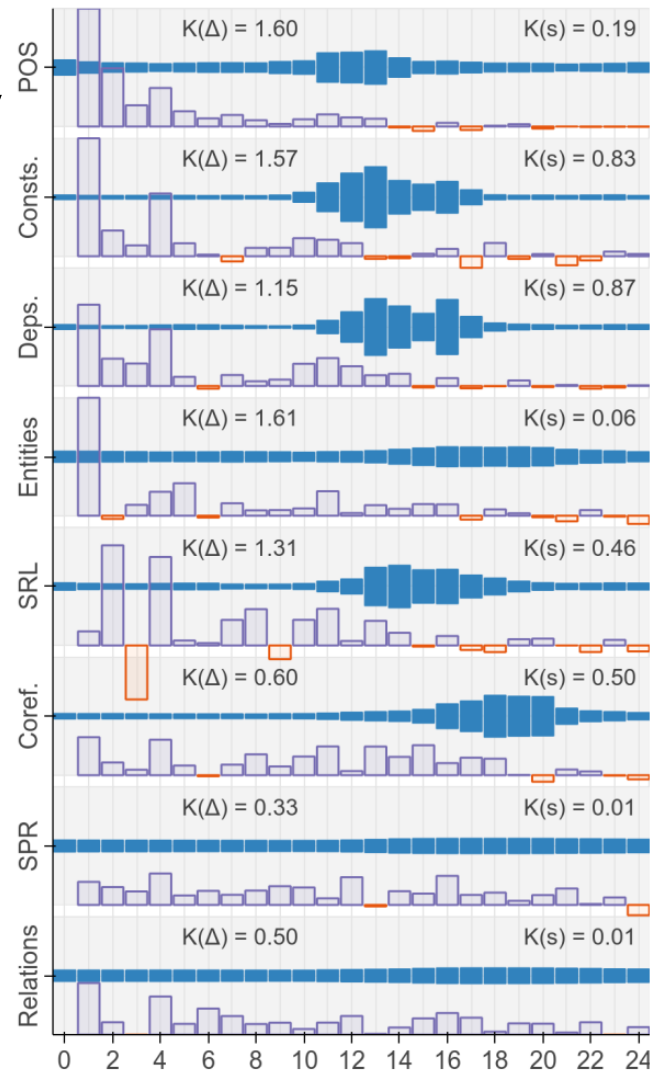 POS
K(Δ) = 1.60 K(s) = 0.19
Consts.
K(Δ) = 1.57 K(s) = 0.83
Deps.
K(Δ) = 1.15 K(s) = 0.87
Entities
K(Δ) = 1.61 K(s) = 0.06
SRL
K(Δ) = 1.31 K(s) = 0.46
Coref.
K(Δ) = 0.60 K(s) = 0.50
SPR
K(Δ) = 0.33 K(s) = 0.01
Relations
K(Δ) = 0.50 K(s) = 0.01
0 2 4 6 8 10 12 14 16 18 20 22 24